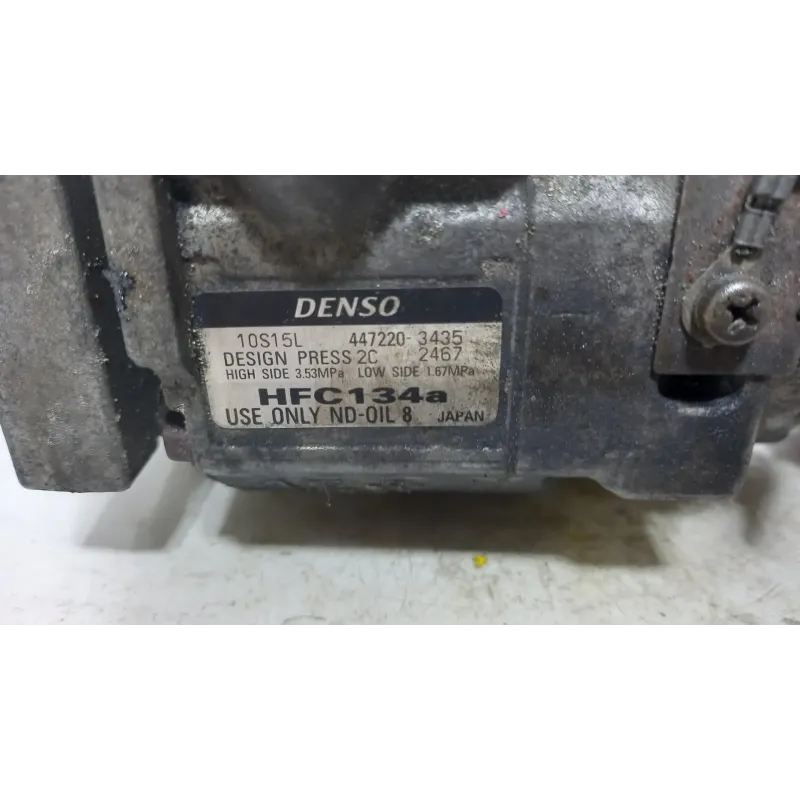 DENSO
10S15L 447220-3435
DESIGN PRESS 2C 2467
HIGH SIDE 3.53MPa LOW SIDE 1.67MPa
HFC134a
USE ONLY ND-OIL 8 JAPAN